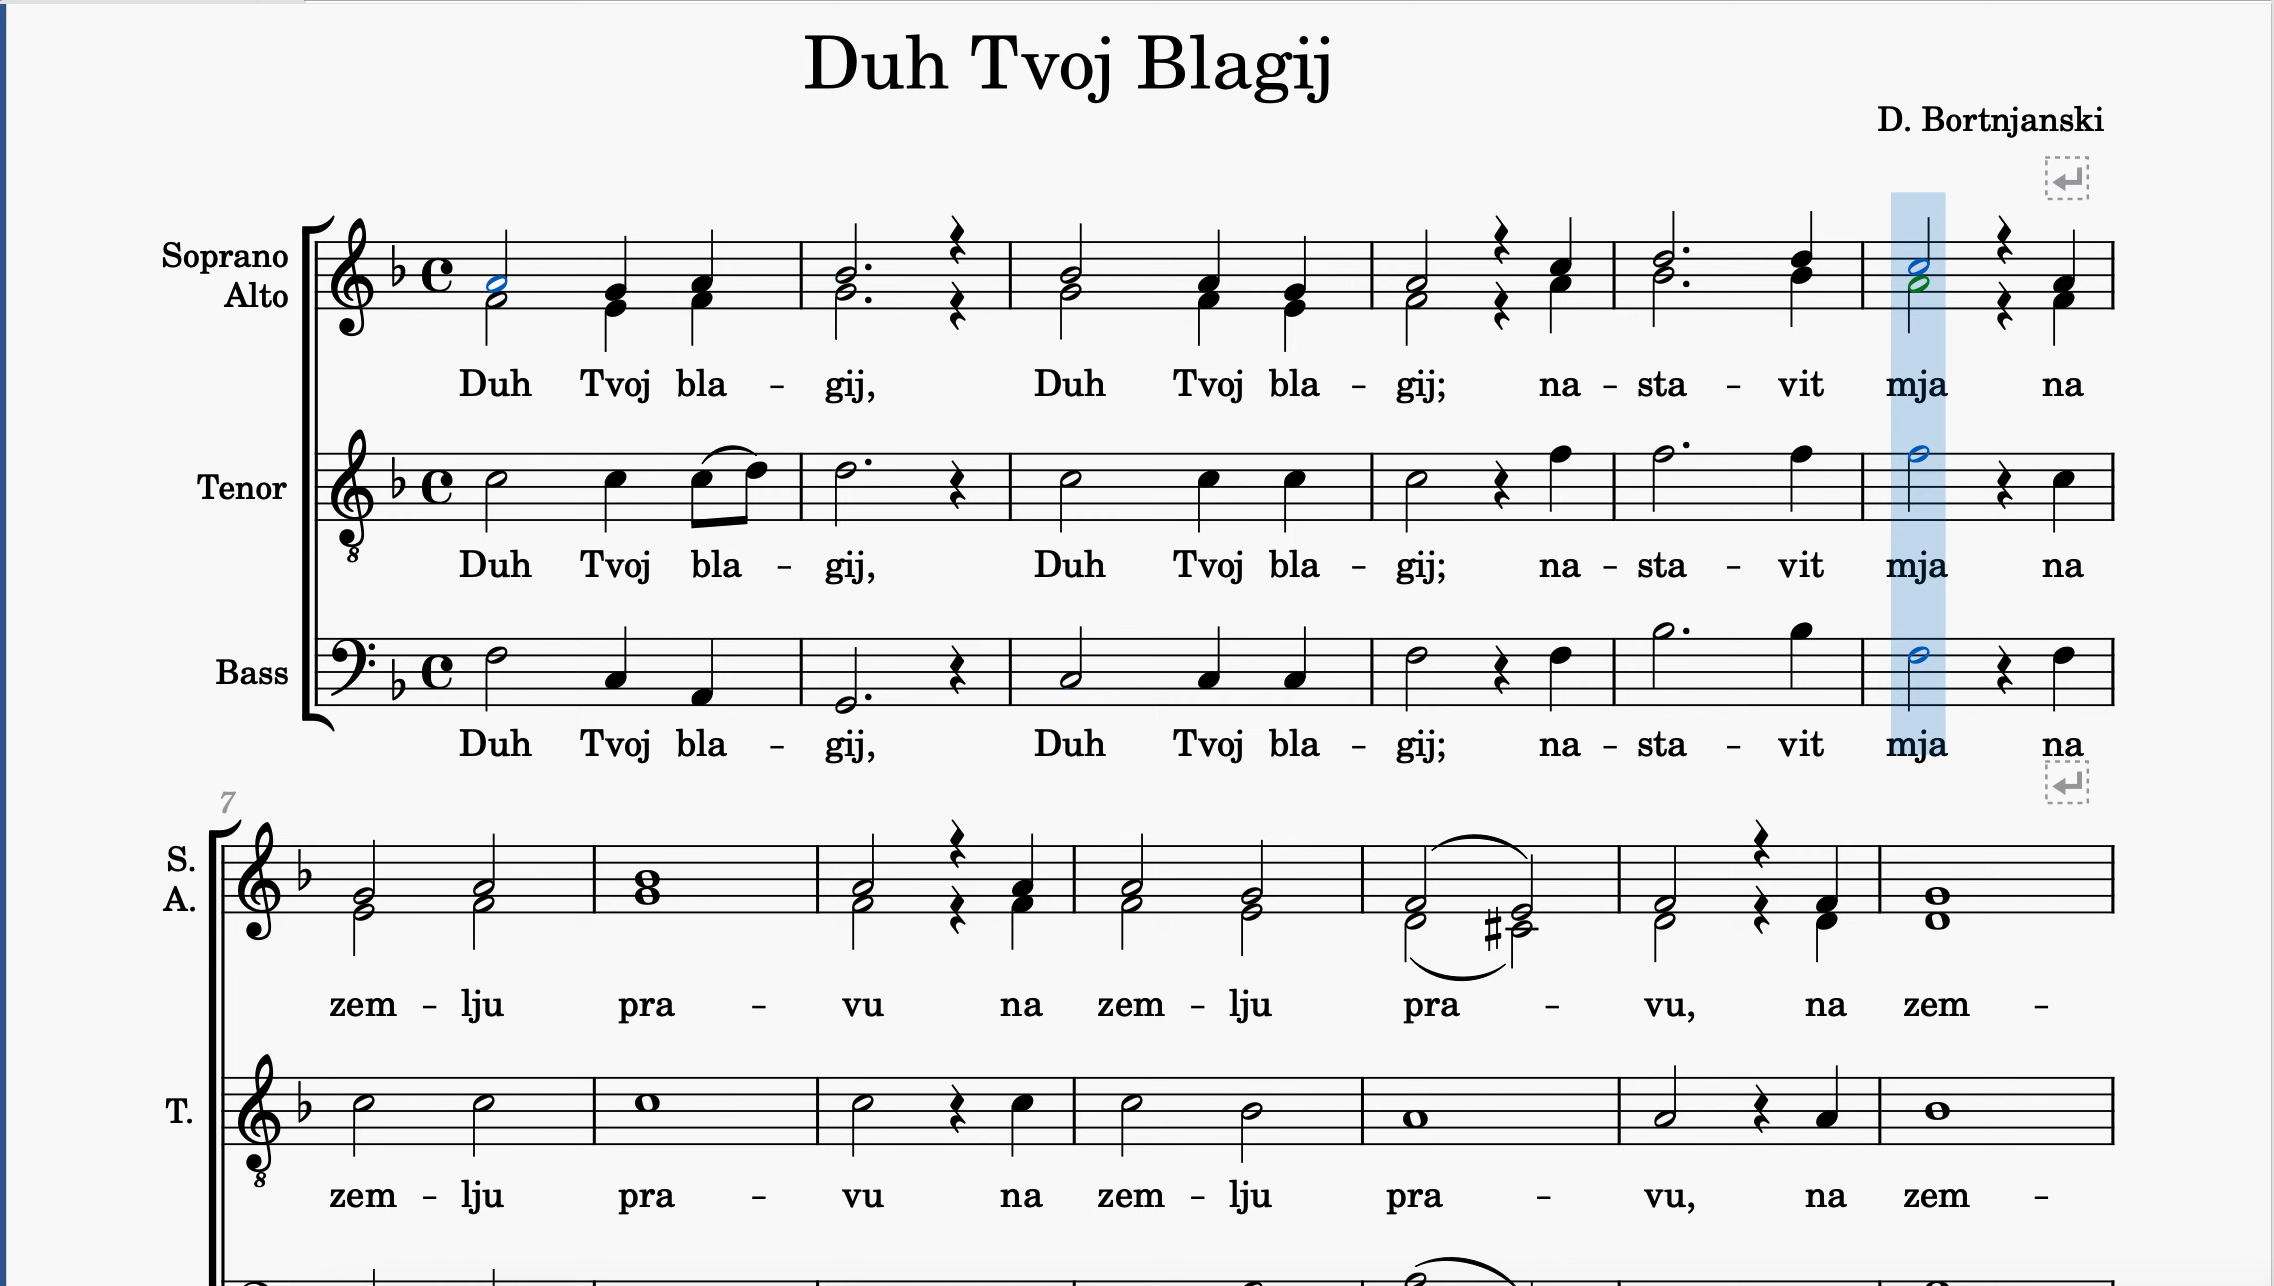 Duh Tvoj Blagij
D. Bortnjanski
Soprano
Alto
Duh Tvoj bla - gij, Duh Tvoj bla - gij; na - sta - vit mja na
Tenor
8
Duh Tvoj bla - gij, Duh Tvoj bla - gij; na - sta - vit mja na
Bass
Duh Tvoj bla - gij, Duh Tvoj bla - gij; na - sta - vit mja na
7
S.
A.
zem - lju pra - vu na zem - lju pra - vu, na zem -
T.
8
zem - lju pra - vu na zem - lju pra - vu, na zem -